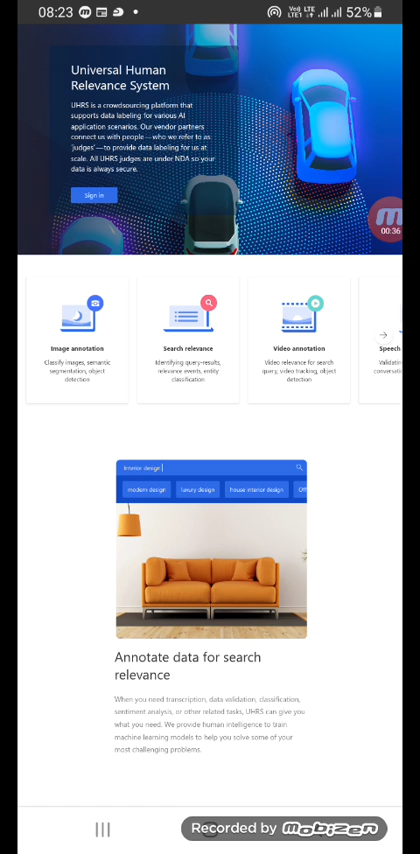 08:23
Vo) LTE
LTE1
52%
Universal Human
Relevance System
UHRS is a crowdsourcing platform that
supports data labeling for various AI
application scenarios. Our vendor partners
connect us with people—who we refer to as
'judges'—to provide data labeling for us at
scale. All UHRS judges are under NDA so your
data is always secure.
Sign in
00:36
Image annotation
Classify images, semantic
segmentation, object
detection
Search relevance
Identifying query-results,
relevance events, entity
classification
Video annotation
Video relevance for search
query, video tracking, object
detection
Speech
Validatio
conversati
Interior design
modern design
luxury design
house interior design
Off
Annotate data for search
relevance
When you need transcription, data validation, classification,
sentiment analysis, or other related tasks, UHRS can give you
what you need. We provide human intelligence to train
machine learning models to help you solve some of your
most challenging problems.
Recorded by mobizen